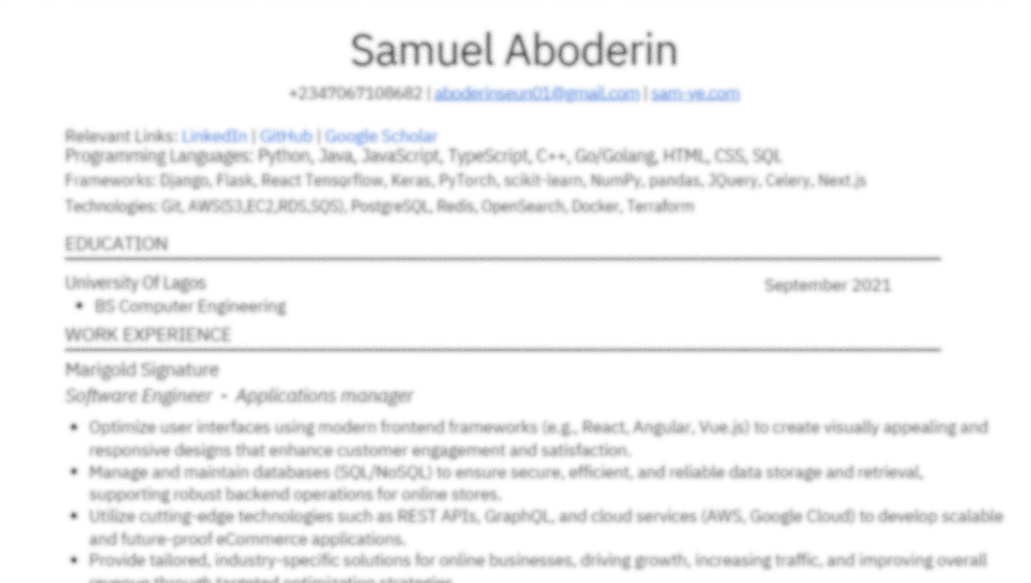 Samuel Aboderin
+2347067108682 | aboderinseun01@gmail.com | sam-ye.com
Relevant Links: LinkedIn | GitHub | Google Scholar
Programming Languages: Python, Java, JavaScript, TypeScript, C++, Go/Golang, HTML, CSS, SQL
Frameworks: Django, Flask, React Tensorflow, Keras, PyTorch, scikit-learn, NumPy, pandas, JQuery, Celery, Next.js
Technologies: Git, AWS(S3,EC2,RDS,SQS), PostgreSQL, Redis, OpenSearch, Docker, Terraform
EDUCATION
University Of Lagos September 2021
• BS Computer Engineering
WORK EXPERIENCE
Marigold Signature
Software Engineer - Applications manager
• Optimize user interfaces using modern frontend frameworks (e.g., React, Angular, Vue.js) to create visually appealing and
responsive designs that enhance customer engagement and satisfaction.
• Manage and maintain databases (SQL/NoSQL) to ensure secure, efficient, and reliable data storage and retrieval,
supporting robust backend operations for online stores.
• Utilize cutting-edge technologies such as REST APIs, GraphQL, and cloud services (AWS, Google Cloud) to develop scalable
and future-proof eCommerce applications.
• Provide tailored, industry-specific solutions for online businesses, driving growth, increasing traffic, and improving overall
revenue through targeted optimization strategies.